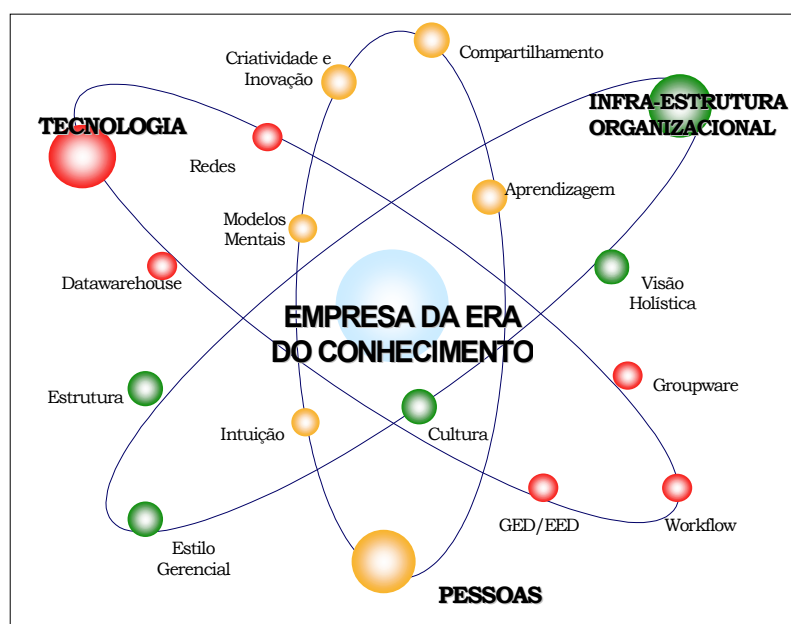 Criatividade e
Inovação
Compartilhamento
TECNOLOGIA
INFRA-ESTRUTURA
ORGANIZACIONAL
Redes
Aprendizagem
Modelos
Mentais
Datawarehouse
Visão
Holística
EMPRESA DA ERA
DO CONHECIMENTO
Estrutura
Groupware
Intuição
Cultura
GED/EED
Workflow
Estilo
Gerencial
PESSOAS